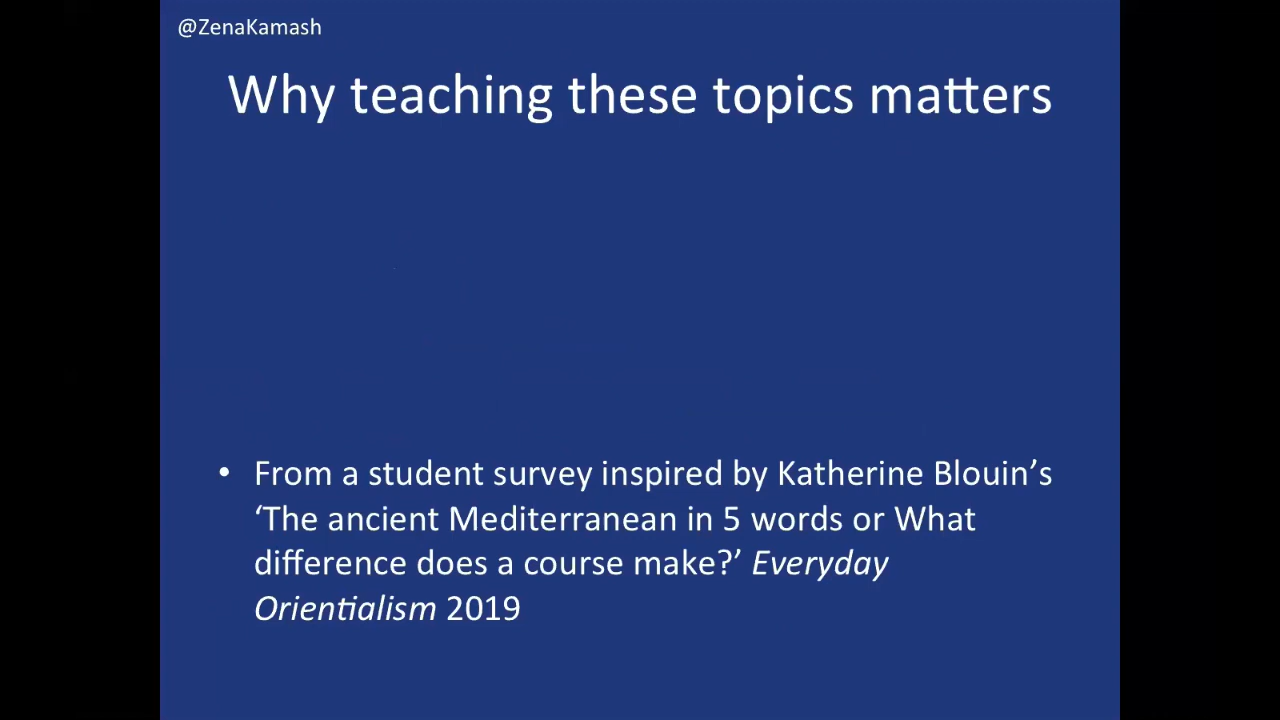 @ZenaKamash
Why teaching these topics matters
• From a student survey inspired by Katherine Blouin’s
‘The ancient Mediterranean in 5 words or What
difference does a course make?’ Everyday
Orientialism 2019